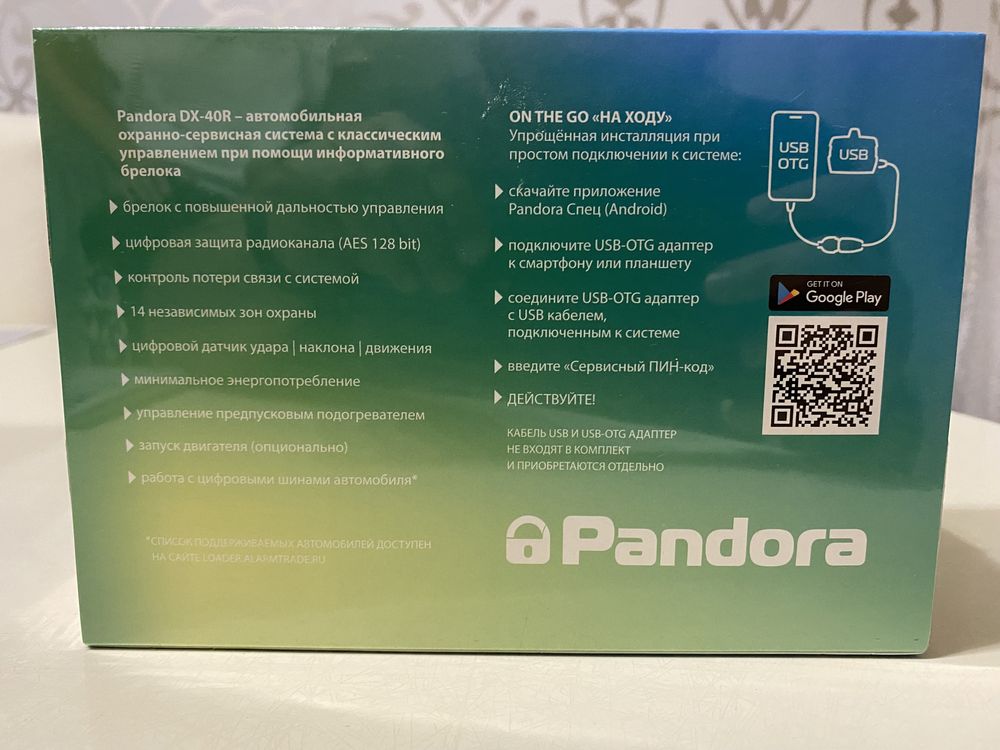 Pandora DX-40R – автомобильная
охранно-сервисная система с классическим
управлением при помощи информативного
брелока
брелок с повышенной дальностью управления
цифровая защита радиоканала (AES 128 bit)
контроль потери связи с системой
14 независимых зон охраны
цифровой датчик удара | наклона | движения
минимальное энергопотребление
управление предпусковым подогревателем
запуск двигателя (опционально)
работа с цифровыми шинами автомобиля*
*СПИСОК ПОДДЕРЖИВАЕМЫХ АВТОМОБИЛЕЙ ДОСТУПЕН
НА САЙТЕ LOADER.ALARMTRADE.RU
ON THE GO «НА ХОДУ»
Упрощённая инсталляция при
простом подключении к системе:
скачайте приложение
Pandora Спец (Android)
подключите USB-OTG адаптер
к смартфону или планшету
соедините USB-OTG адаптер
с USB кабелем,
подключенным к системе
введите «Сервисный ПИН-код»
ДЕЙСТВУЙТЕ!
КАБЕЛЬ USB И USB-OTG АДАПТЕР
НЕ ВХОДЯТ В КОМПЛЕКТ
И ПРИОБРЕТАЮТСЯ ОТДЕЛЬНО
USB
OTG
USB
GET IT ON
Google Play
Pandora